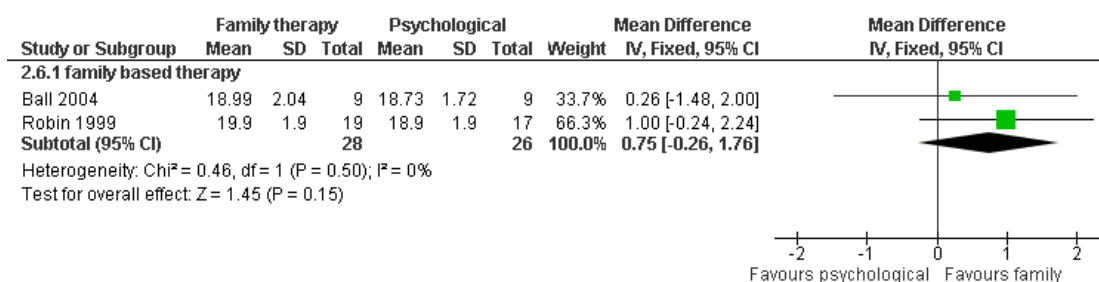 Family therapy Psychological Mean Difference Mean Difference
Study or Subgroup Mean SD Total Mean SD Total Weight IV, Fixed, 95% CI IV, Fixed, 95% CI
2.6.1 family based therapy
Ball 2004 18.99 2.04 9 18.73 1.72 9 33.7% 0.26 [-1.48, 2.00]
Robin 1999 19.9 1.9 19 18.9 1.9 17 66.3% 1.00 [-0.24, 2.24]
Subtotal (95% CI) 28 26 100.0% 0.75 [-0.26, 1.76]
Heterogeneity: Chi² = 0.46, df = 1 (P = 0.50); I² = 0%
Test for overall effect: Z = 1.45 (P = 0.15)
-2 -1 0 1 2
Favours psychological Favours family